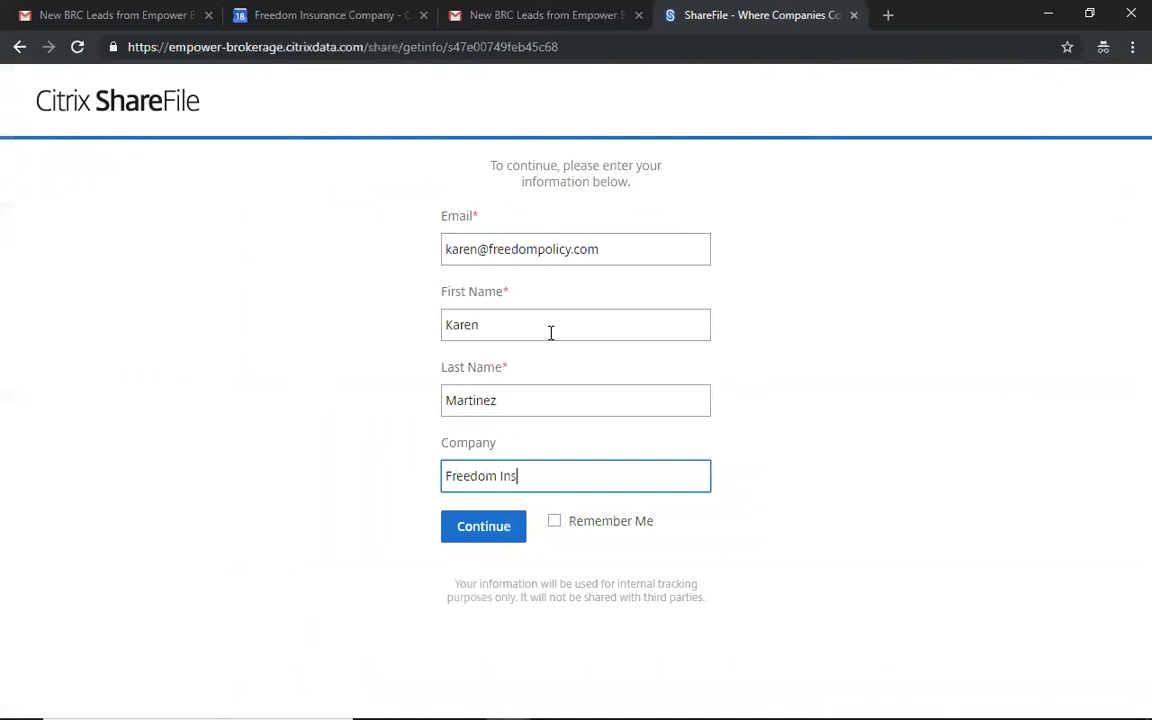 New BRC Leads from Empower B
Freedom Insurance Company - C
New BRC Leads from Empower B
ShareFile - Where Companies Co
https://empower-brokerage.citrixdata.com/share/getinfo/s47e00749feb45c68
Citrix ShareFile
To continue, please enter your
information below.
Email*
karen@freedompolicy.com
First Name*
Karen
Last Name*
Martinez
Company
Freedom Ins
Continue
Remember Me
Your information will be used for internal tracking
purposes only. It will not be shared with third parties.